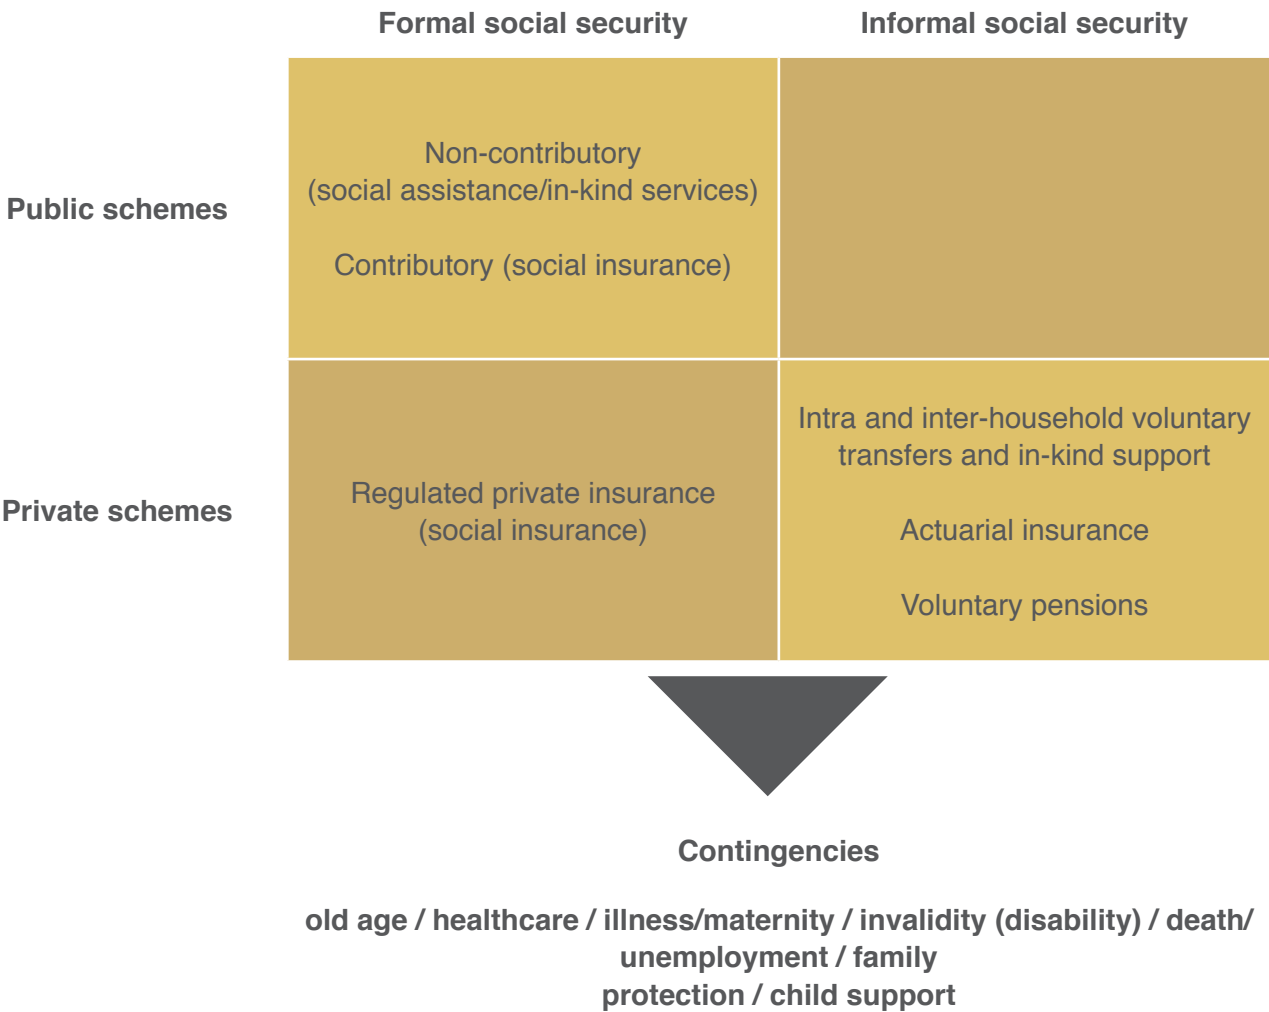 Formal social security
Informal social security
Public schemes
Non-contributory
(social assistance/in-kind services)
Contributory (social insurance)
Private schemes
Regulated private insurance
(social insurance)
Intra and inter-household voluntary
transfers and in-kind support
Actuarial insurance
Voluntary pensions
Contingencies
old age / healthcare / illness/maternity / invalidity (disability) / death/
unemployment / family
protection / child support